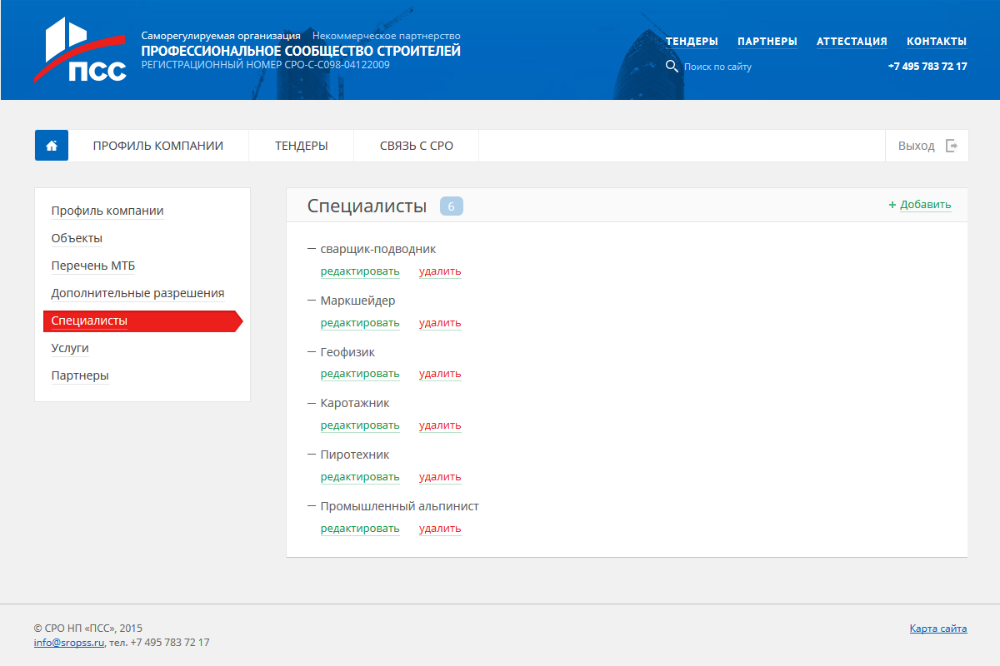 ПСС
Саморегулируемая организация Некоммерческое партнерство
ПРОФЕССИОНАЛЬНОЕ СООБЩЕСТВО СТРОИТЕЛЕЙ
РЕГИСТРАЦИОННЫЙ НОМЕР СРО-С-С098-04122009
ТЕНДЕРЫ ПАРТНЕРЫ АТТЕСТАЦИЯ КОНТАКТЫ
Поиск по сайту +7 495 783 72 17
ПРОФИЛЬ КОМПАНИИ ТЕНДЕРЫ СВЯЗЬ С СРО Выход
Профиль компании
Объекты
Перечень МТБ
Дополнительные разрешения
Специалисты
Услуги
Партнеры
Специалисты 6 + Добавить
— сварщик-подводник
редактировать удалить
— Маркшейдер
редактировать удалить
— Геофизик
редактировать удалить
— Каротажник
редактировать удалить
— Пиротехник
редактировать удалить
— Промышленный альпинист
редактировать удалить
© СРО НП «ПСС», 2015 Карта сайта
info@sropss.ru, тел. +7 495 783 72 17